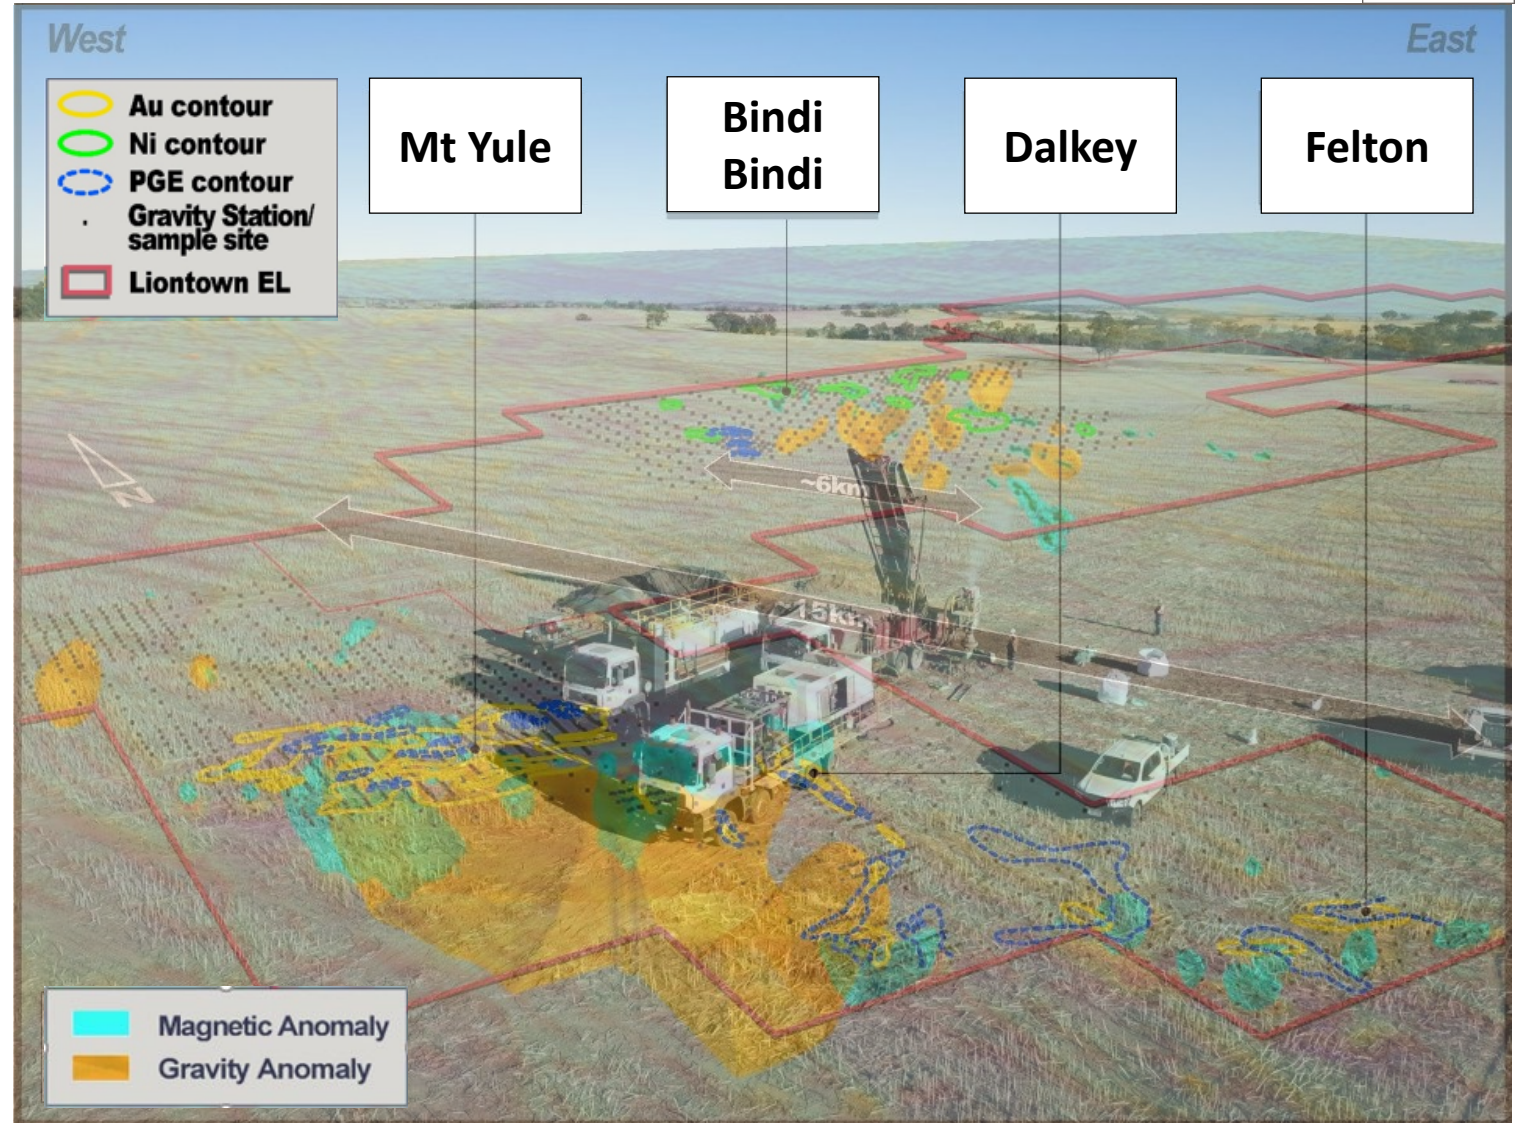 West
East
Au contour
Ni contour
PGE contour
Gravity Station/
sample site
Liontown EL
Mt Yule
Bindi
Bindi
Dalkey
Felton
~6km
N
15km
Magnetic Anomaly
Gravity Anomaly